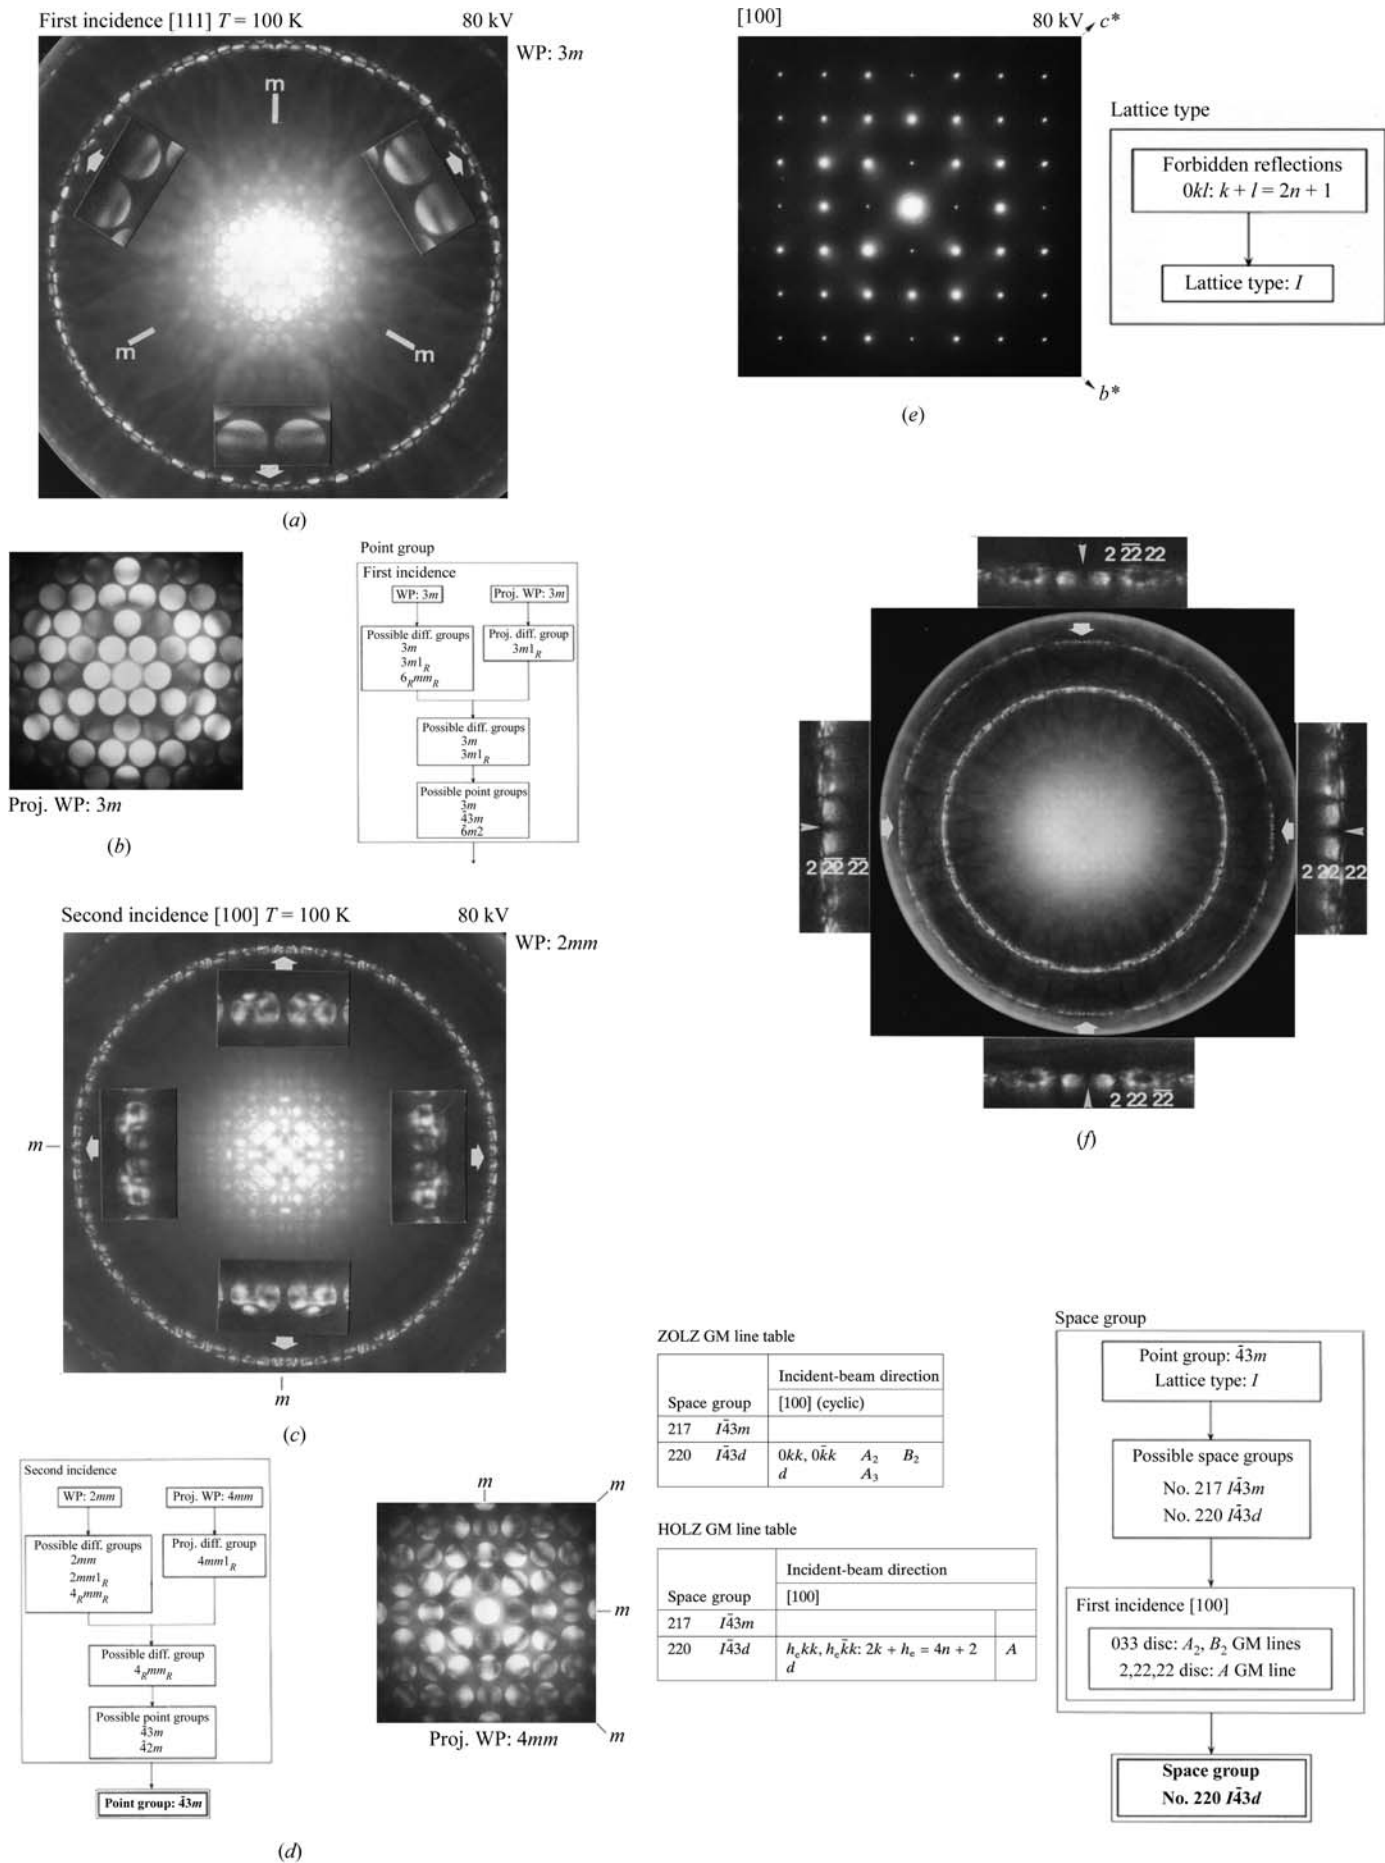 First incidence [111] T = 100 K 80 kV
WP: 3m
m
m
m
(a)
Proj. WP: 3m
(b)
Point group
First incidence
WP: 3m
Proj. WP: 3m
Possible diff. groups
3m
3m1_R
6_Rmm_R
Proj. diff. group
3m1_R
Possible diff. groups
3m
3m1_R
Possible point groups
3m
4̄3m
6̄m2
Second incidence [100] T = 100 K 80 kV
WP: 2mm
m
m
(c)
Second incidence
WP: 2mm
Proj. WP: 4mm
Possible diff. groups
2mm
2mm1_R
4_Rmm_R
Proj. diff. group
4mm1_R
Possible diff. group
4_Rmm_R
Possible point groups
4̄3m
4̄2m
Point group: 4̄3m
m
m
m
m
Proj. WP: 4mm
(d)
[100] 80 kV
c*
b*
(e)
Lattice type
Forbidden reflections
0kl: k + l = 2n + 1
Lattice type: I
2 2̄2̄ 22
2 2̄2̄ 2̄2̄
2 22 22
2 22 2̄2̄
(f)
ZOLZ GM line table
Incident-beam direction
Space group [100] (cyclic)
217 I4̄3m
220 I4̄3d 0kk, 0k̄k A₂ B₂
d A₃
HOLZ GM line table
Incident-beam direction
Space group [100]
217 I4̄3m
220 I4̄3d hₑkk, hₑk̄k: 2k + hₑ = 4n + 2 A
d
Space group
Point group: 4̄3m
Lattice type: I
Possible space groups
No. 217 I4̄3m
No. 220 I4̄3d
First incidence [100]
033 disc: A₂, B₂ GM lines
2,22,22 disc: A GM line
Space group
No. 220 I4̄3d